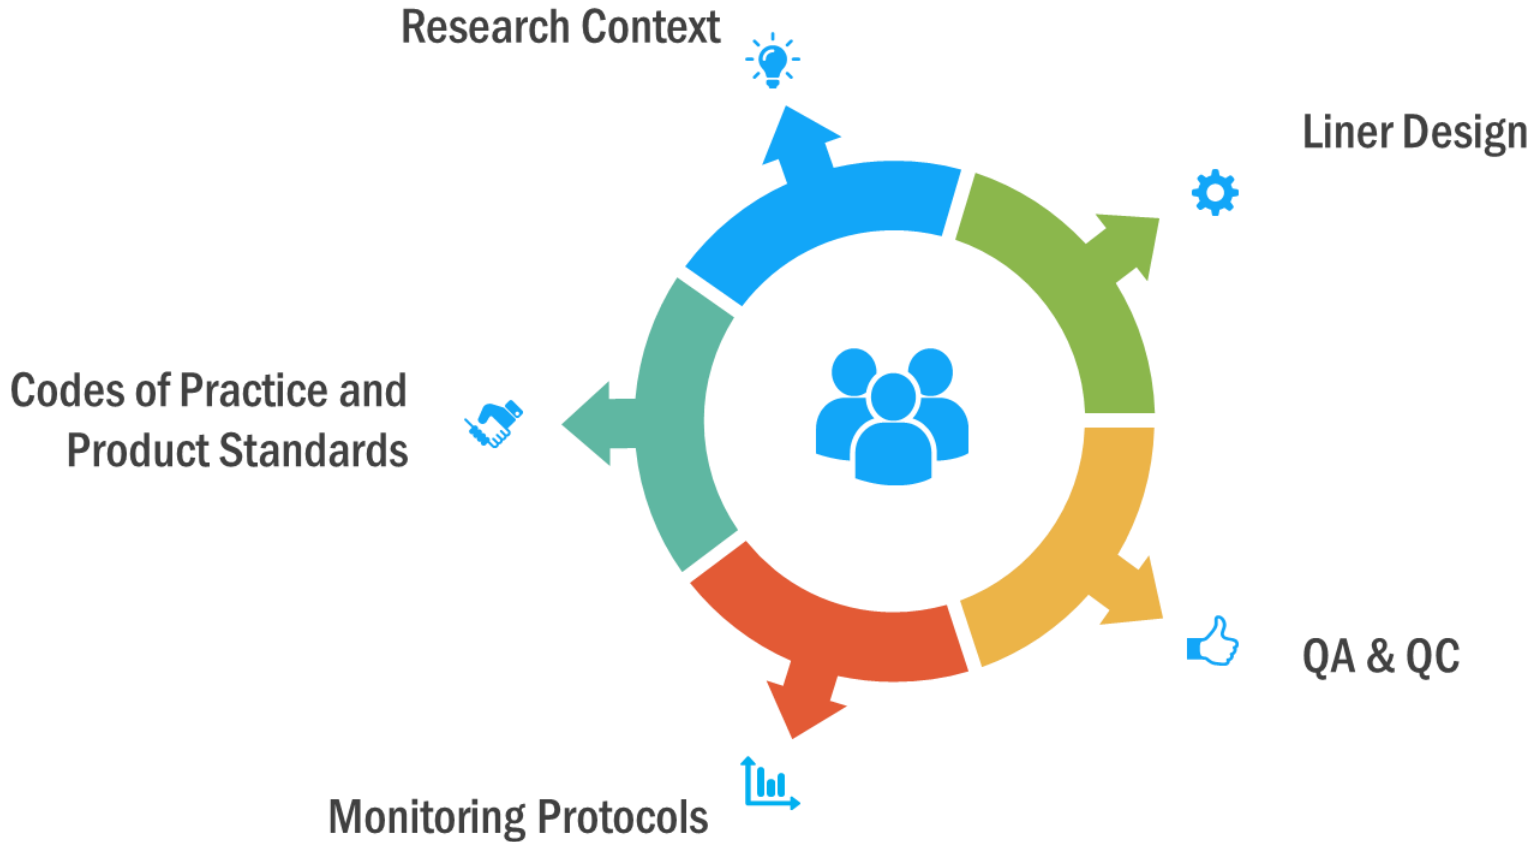 Research Context
Liner Design
Codes of Practice and
Product Standards
QA & QC
Monitoring Protocols